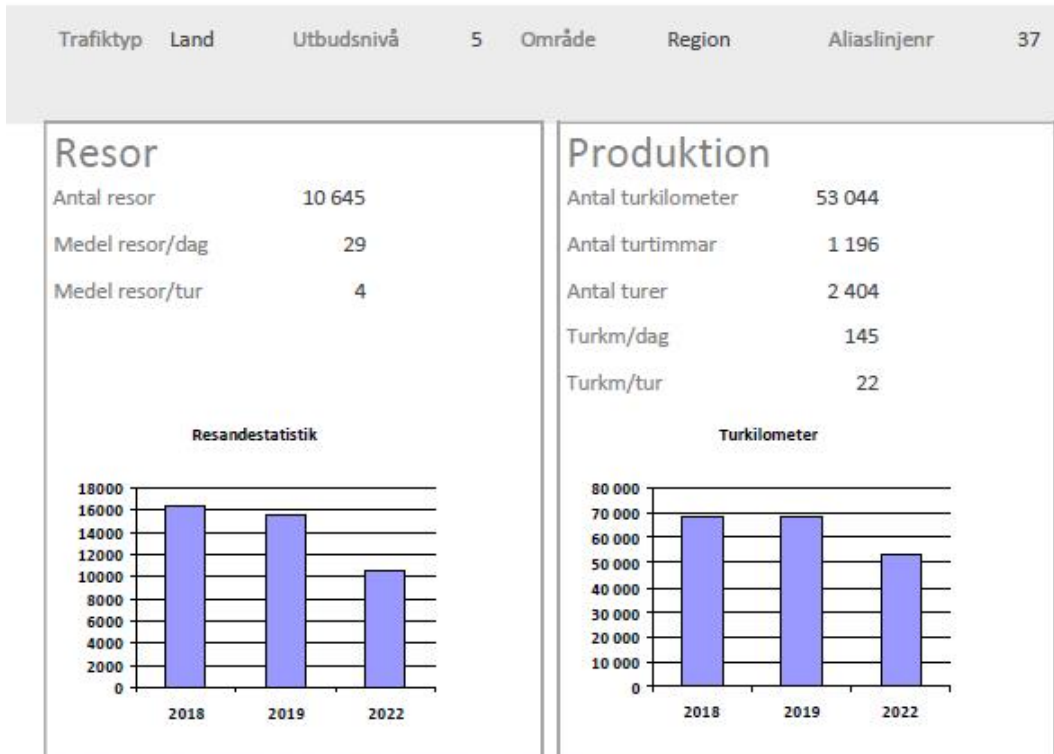 Trafiktyp Land Utbudsnivå 5 Område Region Aliaslinjenr 37
Resor
Antal resor 10 645
Medel resor/dag 29
Medel resor/tur 4
Resandestatistik
18000
16000
14000
12000
10000
8000
6000
4000
2000
0
2018 2019 2022
Produktion
Antal turkilometer 53 044
Antal turtimmar 1 196
Antal turer 2 404
Turkm/dag 145
Turkm/tur 22
Turkilometer
80 000
70 000
60 000
50 000
40 000
30 000
20 000
10 000
0
2018 2019 2022